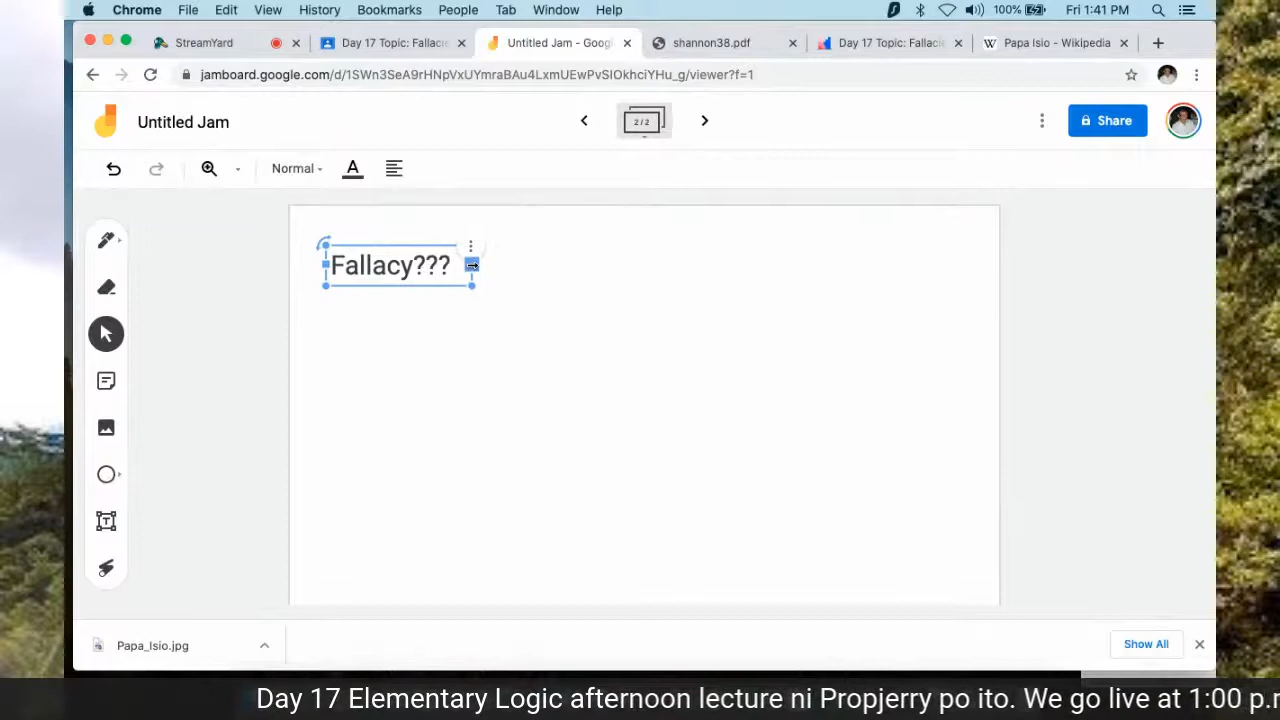 Chrome File Edit View History Bookmarks People Tab Window Help 100% Fri 1:41 PM
StreamYard Day 17 Topic: Fallacie Untitled Jam - Goog shannon38.pdf Day 17 Topic: Fallacie Papa Isio - Wikipedia
jamboard.google.com/d/1SWn3SeA9rHNpVxUYmraBAu4LxmUEwPvSIOkhciYHu_g/viewer?f=1
Untitled Jam 2/2 Share
Normal A
Fallacy???
T
Papa_Isio.jpg Show All
Day 17 Elementary Logic afternoon lecture ni Propjerry po ito. We go live at 1:00 p.